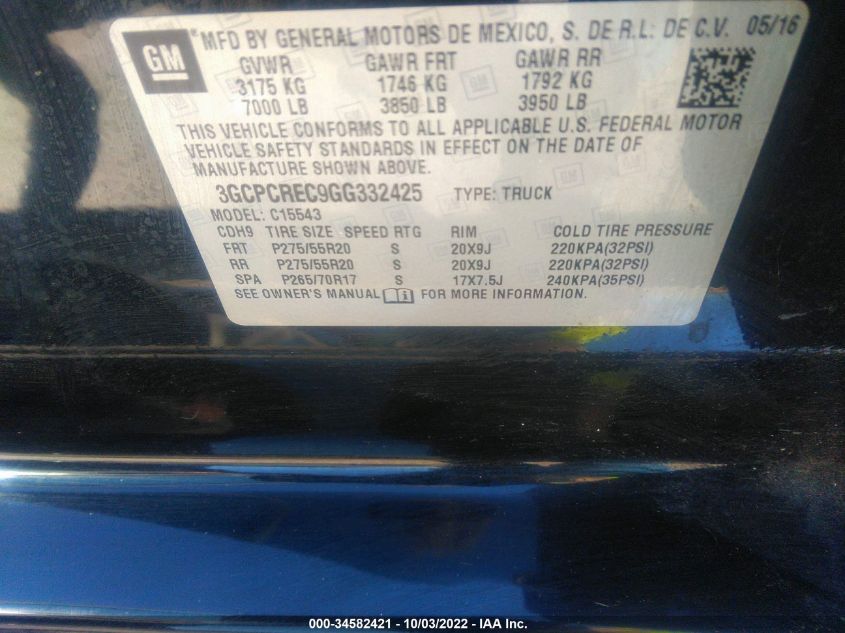 GM ® MFD BY GENERAL MOTORS DE MEXICO, S. DE R.L. DE C.V. 05/16
GVWR GAWR FRT GAWR RR
3175 KG 1746 KG 1792 KG
7000 LB 3850 LB 3950 LB
THIS VEHICLE CONFORMS TO ALL APPLICABLE U.S. FEDERAL MOTOR
VEHICLE SAFETY STANDARDS IN EFFECT ON THE DATE OF
MANUFACTURE SHOWN ABOVE.
3GCPCREC9GG332425 TYPE: TRUCK
MODEL: C15543
CDH9 TIRE SIZE SPEED RTG RIM COLD TIRE PRESSURE
FRT P275/55R20 S 20X9J 220KPA(32PSI)
RR P275/55R20 S 20X9J 220KPA(32PSI)
SPA P265/70R17 S 17X7.5J 240KPA(35PSI)
SEE OWNER'S MANUAL FOR MORE INFORMATION.
000-34582421 - 10/03/2022 - IAA Inc.